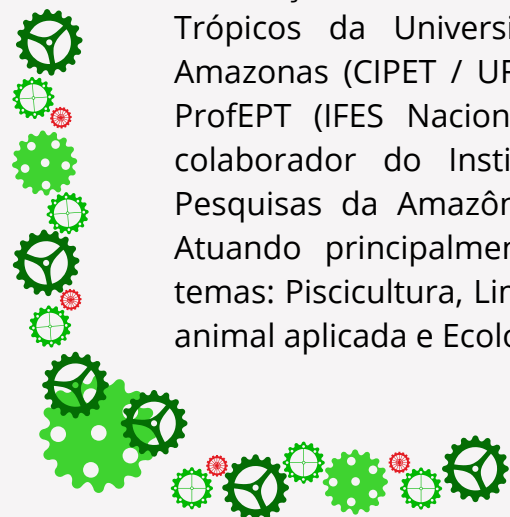 Trópicos da Universi
Amazonas (CIPET / UF
ProfEPT (IFES Nacion
colaborador do Insti
Pesquisas da Amazôn
Atuando principalmen
temas: Piscicultura, Lin
animal aplicada e Ecolo